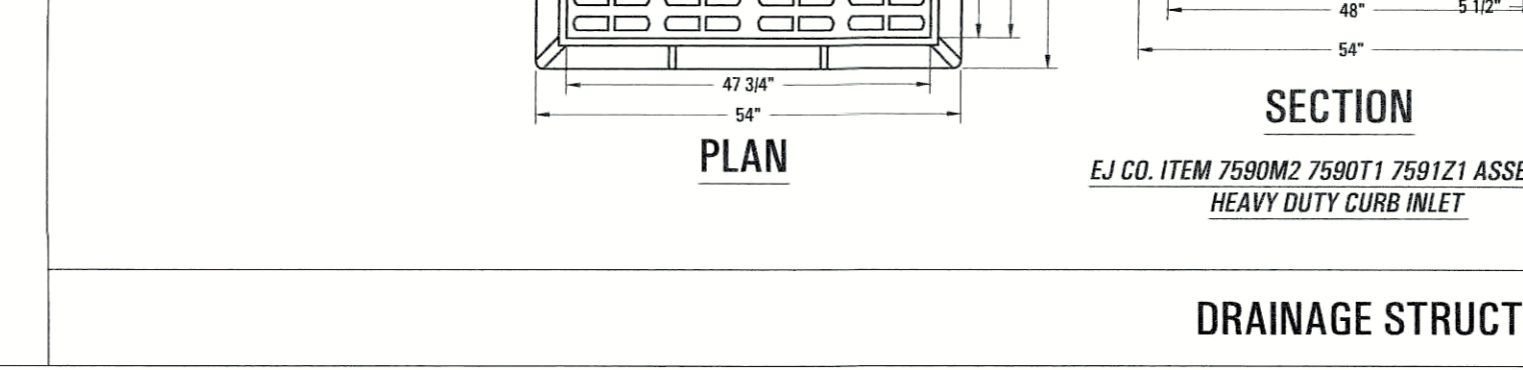 48" 5 1/2"
54"
47 3/4"
54"
PLAN
SECTION
EJ CO. ITEM 7590M2 7590T1 7591Z1 ASSE
HEAVY DUTY CURB INLET
DRAINAGE STRUCT